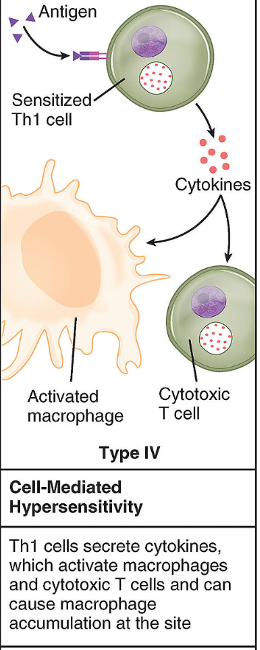 Antigen
Sensitized
Th1 cell
Cytokines
Activated
macrophage
Cytotoxic
T cell
Type IV
Cell-Mediated
Hypersensitivity
Th1 cells secrete cytokines,
which activate macrophages
and cytotoxic T cells and can
cause macrophage
accumulation at the site